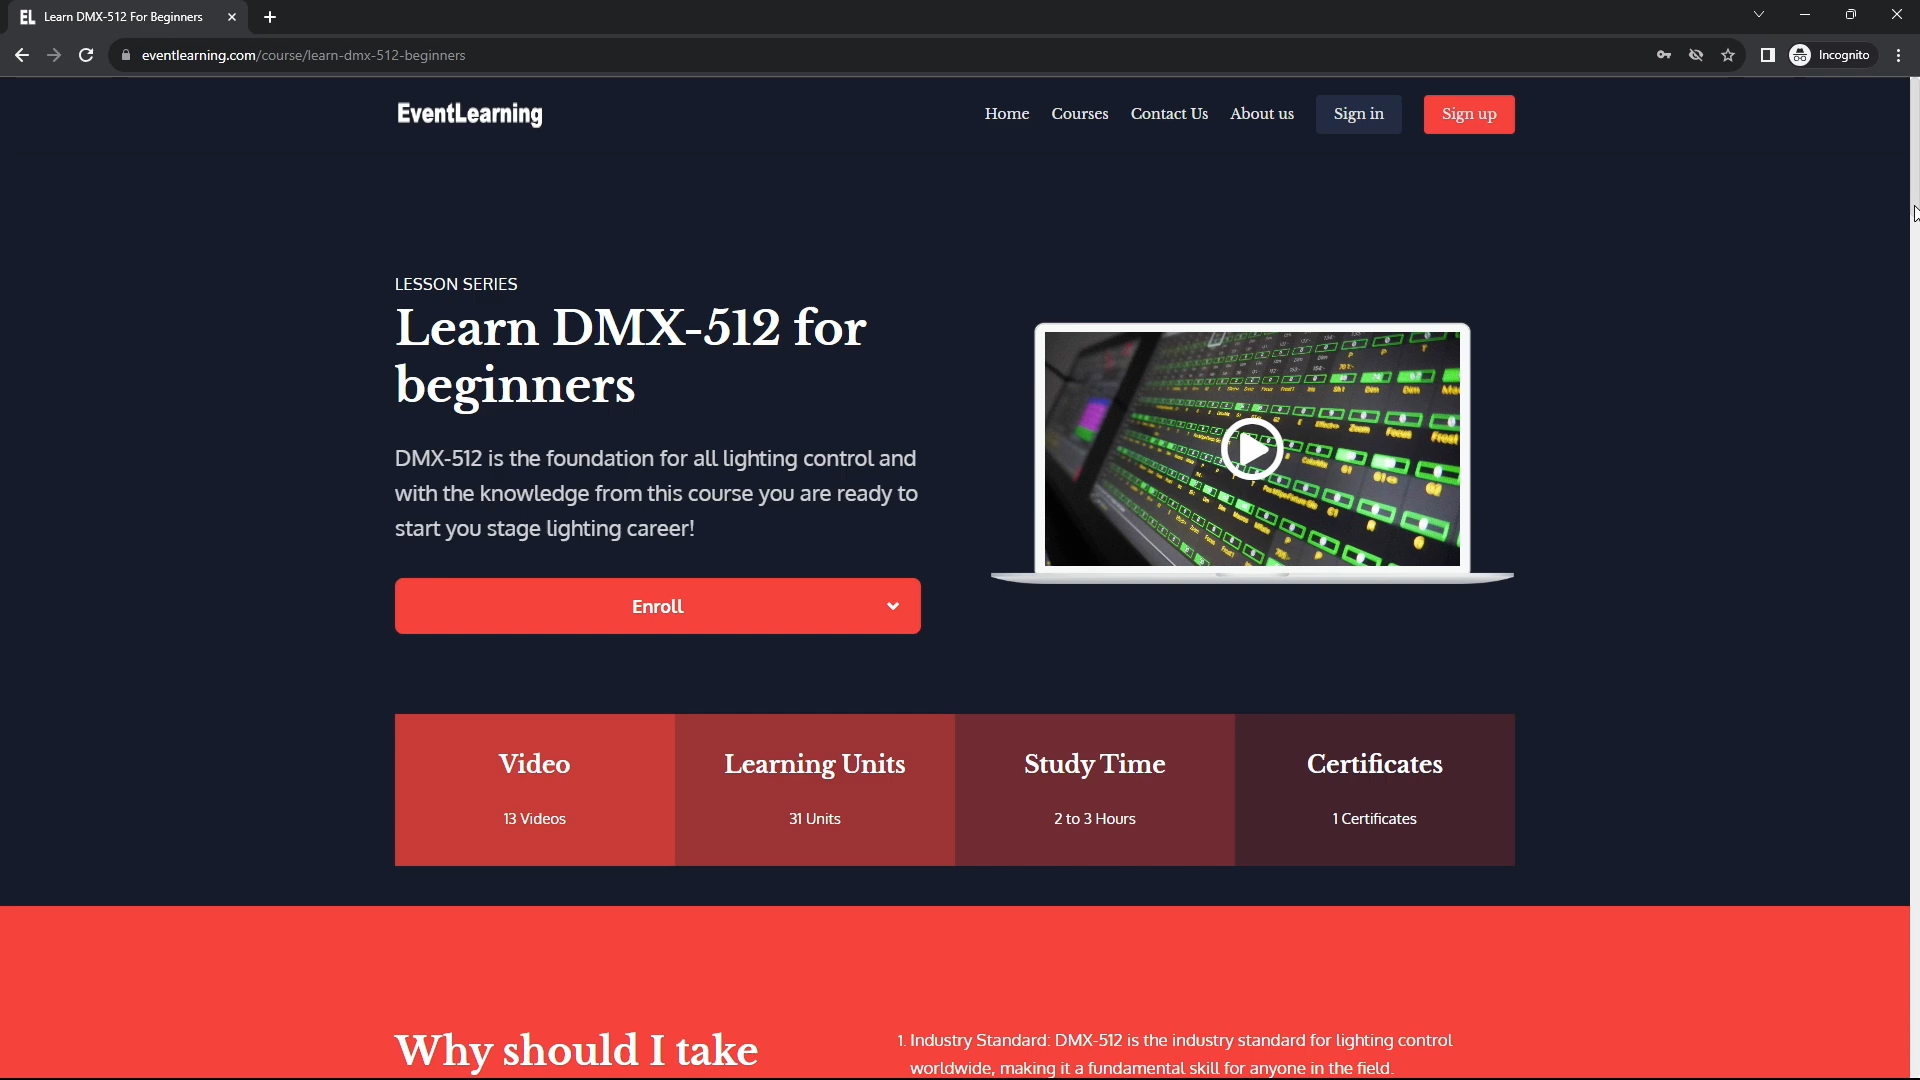 Learn DMX-512 For Beginners
eventlearning.com/course/learn-dmx-512-beginners
Incognito
EventLearning
Home
Courses
Contact Us
About us
Sign in
Sign up
LESSON SERIES
Learn DMX-512 for
beginners
DMX-512 is the foundation for all lighting control and
with the knowledge from this course you are ready to
start you stage lighting career!
Enroll
Video
Learning Units
Study Time
Certificates
13 Videos
31 Units
2 to 3 Hours
1 Certificates
Why should I take
1. Industry Standard: DMX-512 is the industry standard for lighting control
worldwide, making it a fundamental skill for anyone in the field.